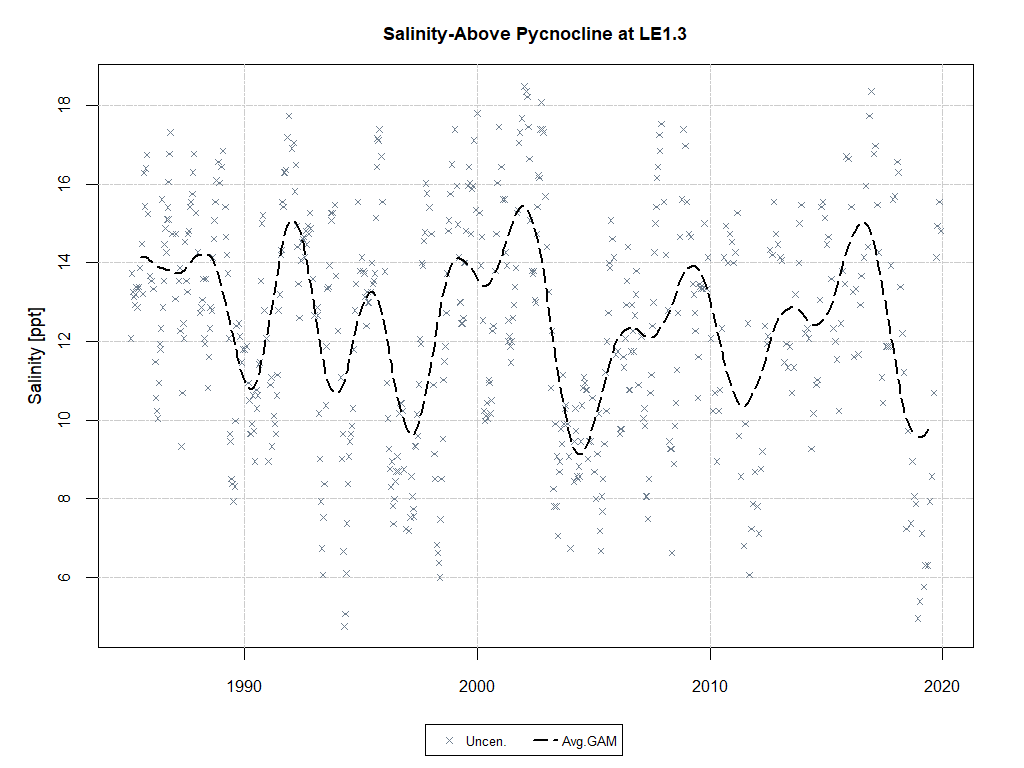 Salinity-Above Pycnocline at LE1.3
Salinity [ppt]
18
16
14
12
10
8
6
1990
2000
2010
2020
Uncen.
Avg.GAM